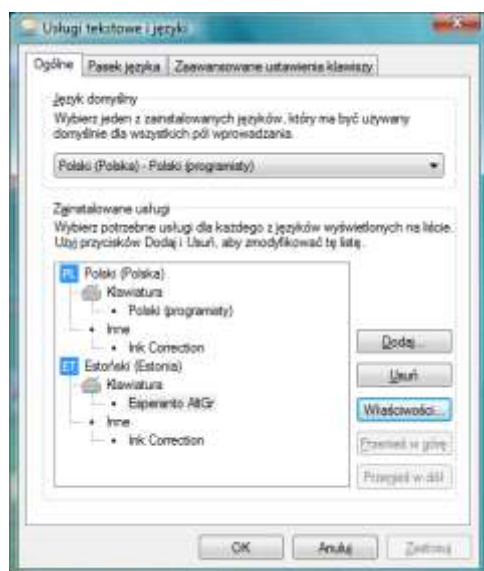 Usługi tekstowe i języki
Ogólne Pasek języka Zaawansowane ustawienia klawiszy
Język domyślny
Wybierz jeden z zainstalowanych języków, który ma być używany
domyślnie dla wszystkich pól wprowadzania.
Polski (Polska) - Polski (programisty)
Zainstalowane usługi
Wybierz potrzebne usługi dla każdego z języków wyświetlonych na liście.
Użyj przycisków Dodaj i Usuń, aby zmodyfikować tę listę.
PL Polski (Polska)
Klawiatura
• Polski (programisty)
• Inne
• Ink Correction
ET Estoński (Estonia)
Klawiatura
• Esperanto AltGr
• Inne
• Ink Correction
Dodaj...
Usuń
Właściwości...
Przenieś w górę
Przenieś w dół
OK Anuluj Zastosuj